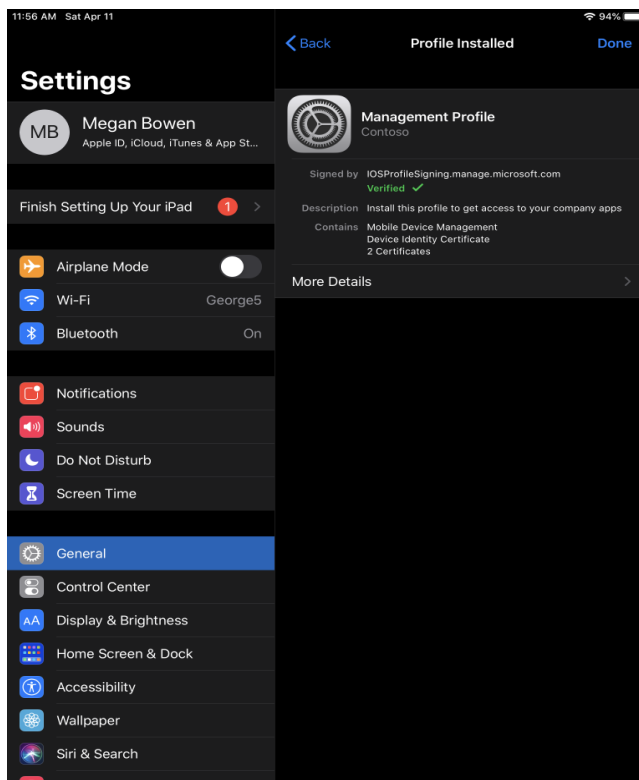 11:56 AM Sat Apr 11
94%
Settings
MB
Megan Bowen
Apple ID, iCloud, iTunes & App St...
Finish Setting Up Your iPad 1
Airplane Mode
Wi-Fi George5
Bluetooth On
Notifications
Sounds
Do Not Disturb
Screen Time
General
Control Center
AA Display & Brightness
Home Screen & Dock
Accessibility
Wallpaper
Siri & Search
Back Profile Installed Done
Management Profile
Contoso
Signed by IOSProfileSigning.manage.microsoft.com
Verified
Description Install this profile to get access to your company apps
Contains Mobile Device Management
Device Identity Certificate
2 Certificates
More Details